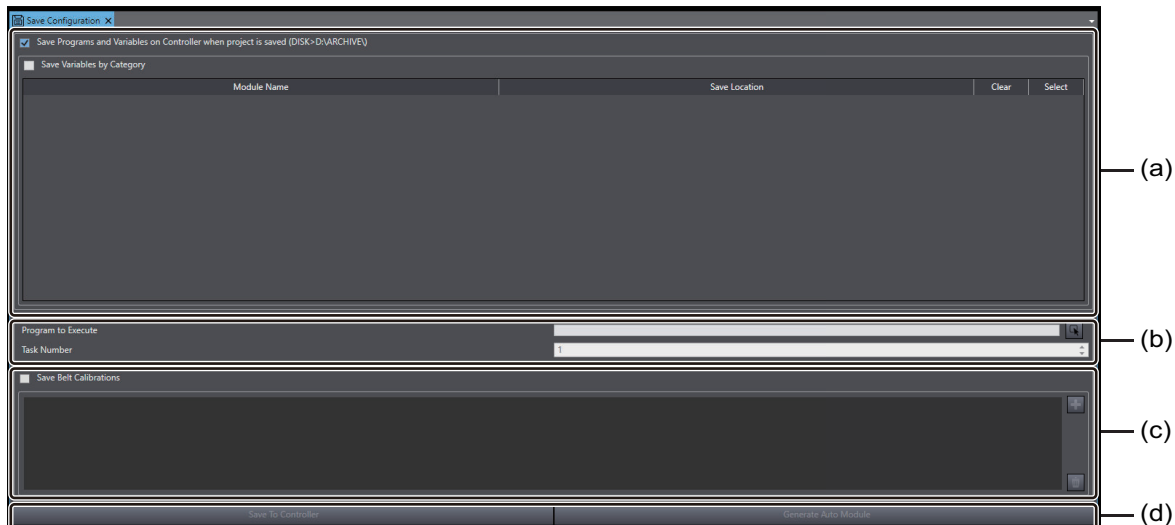 Save Configuration
Save Programs and Variables on Controller when project is saved (DISK>D:\ARCHIVE\)
Save Variables by Category
Module Name Save Location Clear Select
(a)
Program to Execute
(b)
Task Number 1
Save Belt Calibrations
(c)
Save To Controller Generate Auto Module
(d)